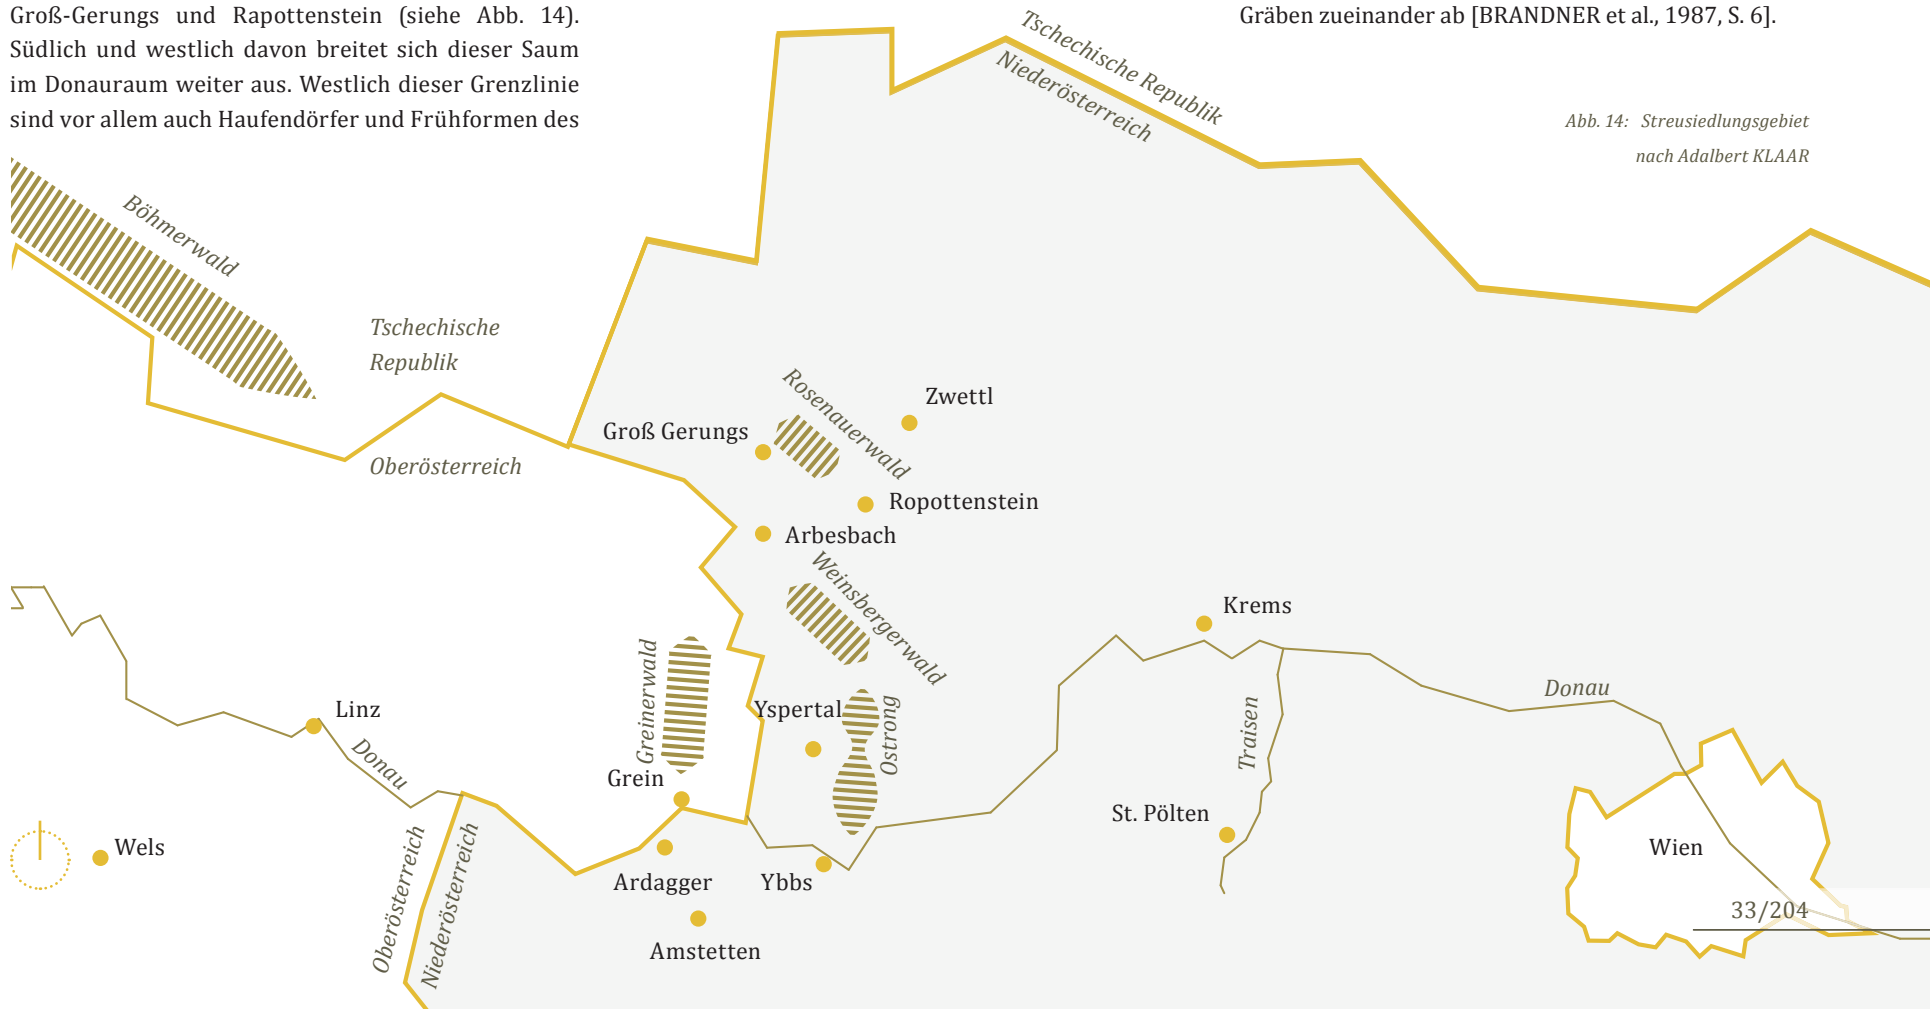 Groß-Gerungs und Rapottenstein (siehe Abb. 14).
Südlich und westlich davon breitet sich dieser Saum
im Donauraum weiter aus. Westlich dieser Grenzlinie
sind vor allem auch Haufendörfer und Frühformen des
Gräben zueinander ab [BRANDNER et al., 1987, S. 6].
Abb. 14: Streusiedlungsgebiet
nach Adalbert KLAAR
Tschechische Republik
Niederösterreich
Böhmerwald
Tschechische
Republik
Oberösterreich
Rosenauerwald
Zwettl
Groß Gerungs
Ropottenstein
Arbesbach
Weinsbergerwald
Krems
Greinerwald
Yspertal
Ostrong
Linz
Donau
Traisen
Donau
Grein
St. Pölten
Wels
Wien
Oberösterreich
Niederösterreich
Ardagger
Ybbs
Amstetten
33/204